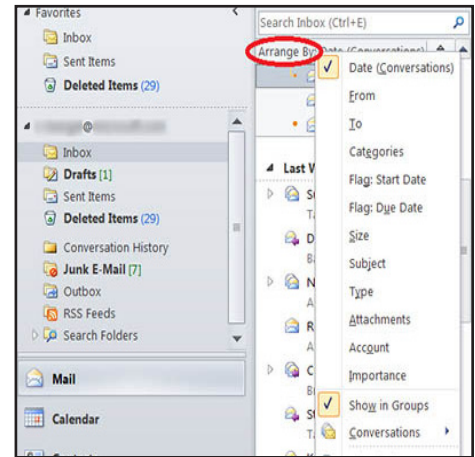 Favorites
Inbox
Sent Items
Deleted Items (29)
Inbox
Drafts [1]
Sent Items
Deleted Items (29)
Conversation History
Junk E-Mail [7]
Outbox
RSS Feeds
Search Folders
Mail
Calendar
Search Inbox (Ctrl+E)
Arrange By: Date (Conversations)
Last W
S
T
D
B
N
A
R
A
C
B
S
T
Date (Conversations)
From
To
Categories
Flag: Start Date
Flag: Due Date
Size
Subject
Type
Attachments
Account
Importance
Show in Groups
Conversations